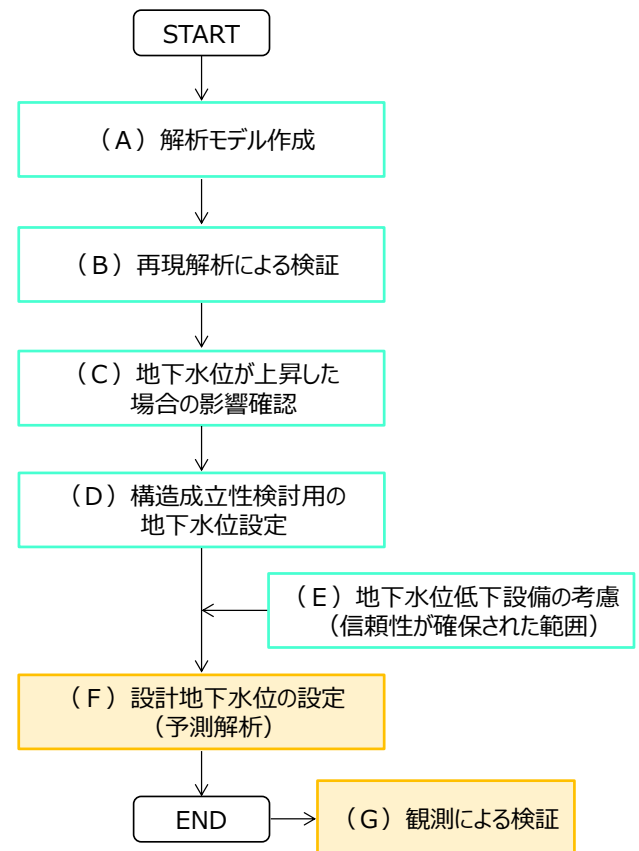 START
（A）解析モデル作成
（B）再現解析による検証
（C）地下水位が上昇した
場合の影響確認
（D）構造成立性検討用の
地下水位設定
（E）地下水位低下設備の考慮
（信頼性が確保された範囲）
（F）設計地下水位の設定
（予測解析）
END
（G）観測による検証